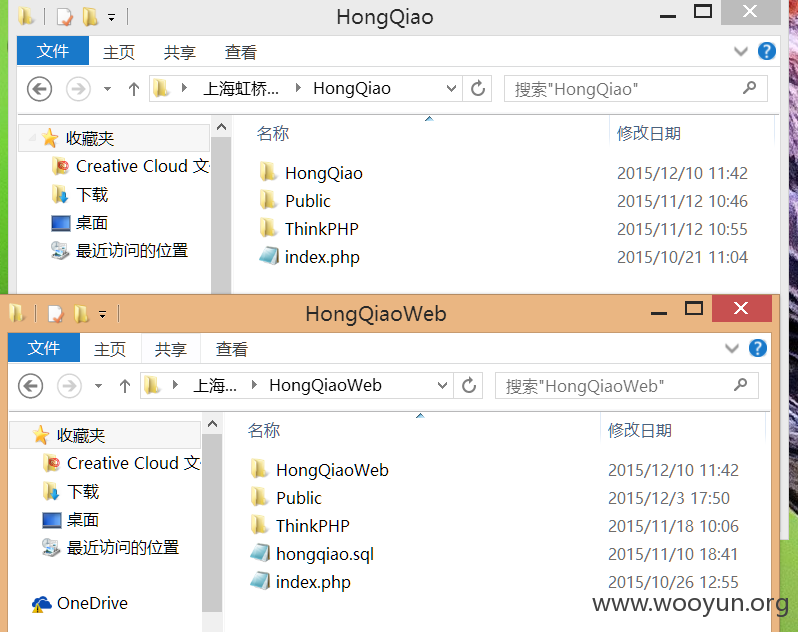 HongQiao
文件 主页 共享 查看
上海虹桥... HongQiao 搜索"HongQiao"
收藏夹 名称 修改日期
Creative Cloud 文
下载
桌面
最近访问的位置
HongQiao 2015/12/10 11:42
Public 2015/11/12 10:46
ThinkPHP 2015/11/12 10:55
index.php 2015/10/21 11:04
HongQiaoWeb
文件 主页 共享 查看
上海... HongQiaoWeb 搜索"HongQiaoWeb"
收藏夹 名称 修改日期
Creative Cloud 文
下载
桌面
最近访问的位置
OneDrive
HongQiaoWeb 2015/12/10 11:42
Public 2015/12/3 17:50
ThinkPHP 2015/11/18 10:06
hongqiao.sql 2015/11/10 18:41
index.php 2015/10/26 12:55
www.wooyun.org